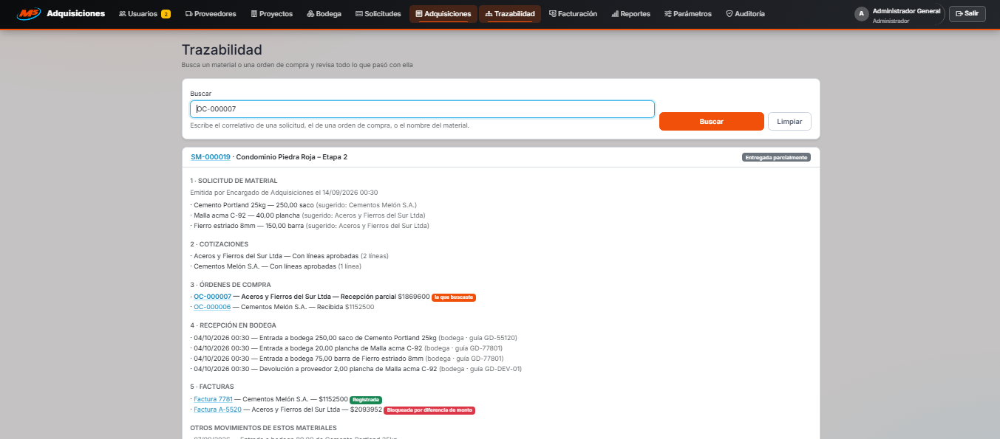 MS Adquisiciones Usuarios 2 Proveedores Proyectos Bodega Solicitudes Adquisiciones Trazabilidad Facturación Reportes Parámetros Auditoría A Administrador General Salir
Administrador
Trazabilidad
Busca un material o una orden de compra y revisa todo lo que pasó con ella
Buscar
OC-000007
Buscar Limpiar
Escribe el correlativo de una solicitud, el de una orden de compra, o el nombre del material.
SM-000019 · Condominio Piedra Roja – Etapa 2 Entregada parcialmente
1 · SOLICITUD DE MATERIAL
Emitida por Encargado de Adquisiciones el 14/09/2026 00:30
· Cemento Portland 25kg — 250,00 saco (sugerido: Cementos Melón S.A.)
· Malla acma C-92 — 40,00 plancha (sugerido: Aceros y Fierros del Sur Ltda)
· Fierro estriado 8mm — 150,00 barra (sugerido: Aceros y Fierros del Sur Ltda)
2 · COTIZACIONES
· Aceros y Fierros del Sur Ltda — Con líneas aprobadas (2 líneas)
· Cementos Melón S.A. — Con líneas aprobadas (1 línea)
3 · ÓRDENES DE COMPRA
· OC-000007 — Aceros y Fierros del Sur Ltda — Recepción parcial $1869600 la que buscaste
· OC-000006 — Cementos Melón S.A. — Recibida $1152500
4 · RECEPCIÓN EN BODEGA
· 04/10/2026 00:30 — Entrada a bodega 250,00 saco de Cemento Portland 25kg (bodega · guía GD-55120)
· 04/10/2026 00:30 — Entrada a bodega 20,00 plancha de Malla acma C-92 (bodega · guía GD-77801)
· 04/10/2026 00:30 — Entrada a bodega 75,00 barra de Fierro estriado 8mm (bodega · guía GD-77801)
· 04/10/2026 00:30 — Devolución a proveedor 2,00 plancha de Malla acma C-92 (bodega · guía GD-DEV-01)
5 · FACTURAS
· Factura 7781 — Cementos Melón S.A. — $1152500 Registrada
· Factura A-5520 — Aceros y Fierros del Sur Ltda — $2093952 Bloqueada por diferencia de monto
OTROS MOVIMIENTOS DE ESTOS MATERIALES